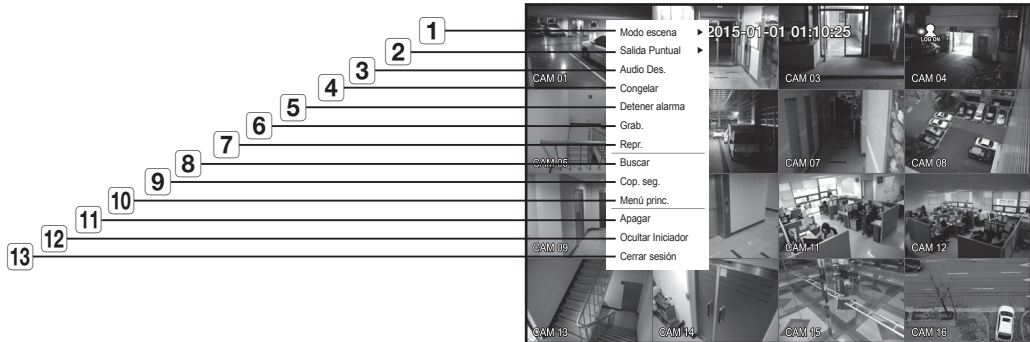 1 Modo escena
2015-01-01 01:10:25
2 Salida Puntual
LOG ON
3 Audio Des.
CAM 01
CAM 03
CAM 04
4 Congelar
5 Detener alarma
6 Grab.
7 Repr.
8 Buscar
CAM 05
CAM 07
CAM 08
9 Cop. seg.
10 Menú princ.
11 Apagar
12 Ocultar Iniciador
CAM 09
CAM 11
CAM 12
13 Cerrar sesión
CAM 13
CAM 14
CAM 15
CAM 16